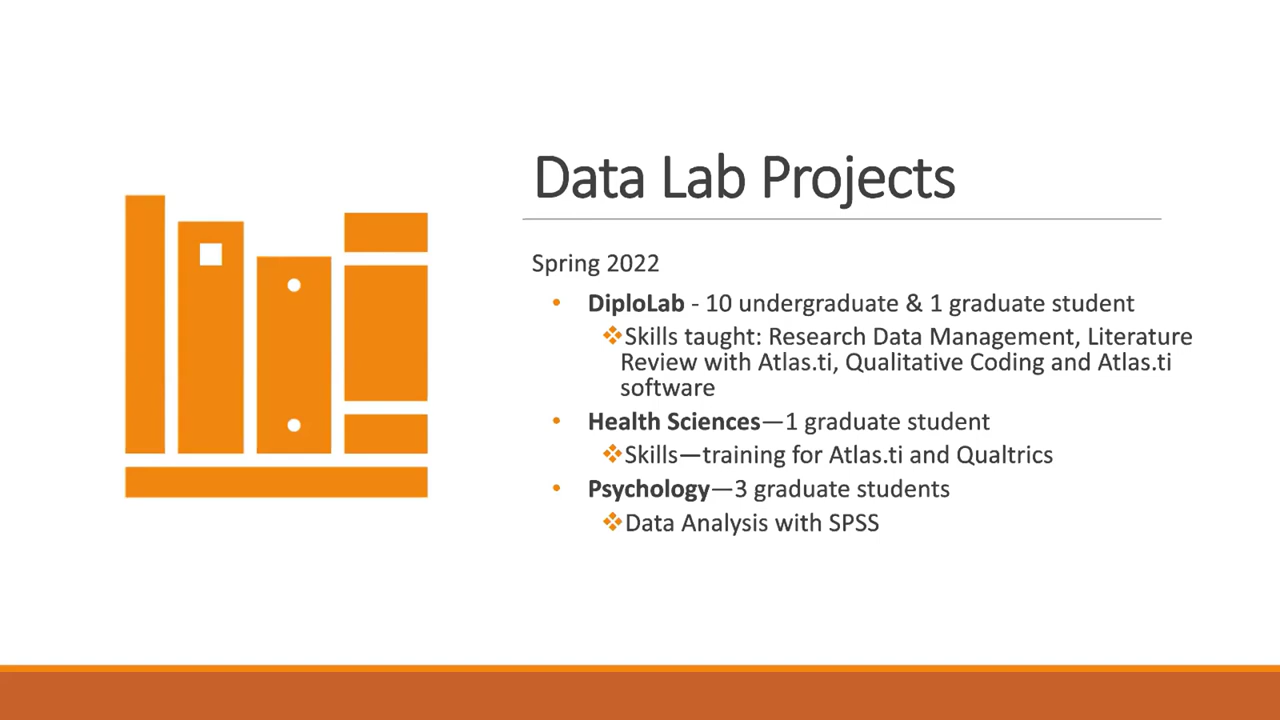 Data Lab Projects
Spring 2022
• DiploLab - 10 undergraduate & 1 graduate student
❖Skills taught: Research Data Management, Literature
Review with Atlas.ti, Qualitative Coding and Atlas.ti
software
• Health Sciences—1 graduate student
❖Skills—training for Atlas.ti and Qualtrics
• Psychology—3 graduate students
❖Data Analysis with SPSS